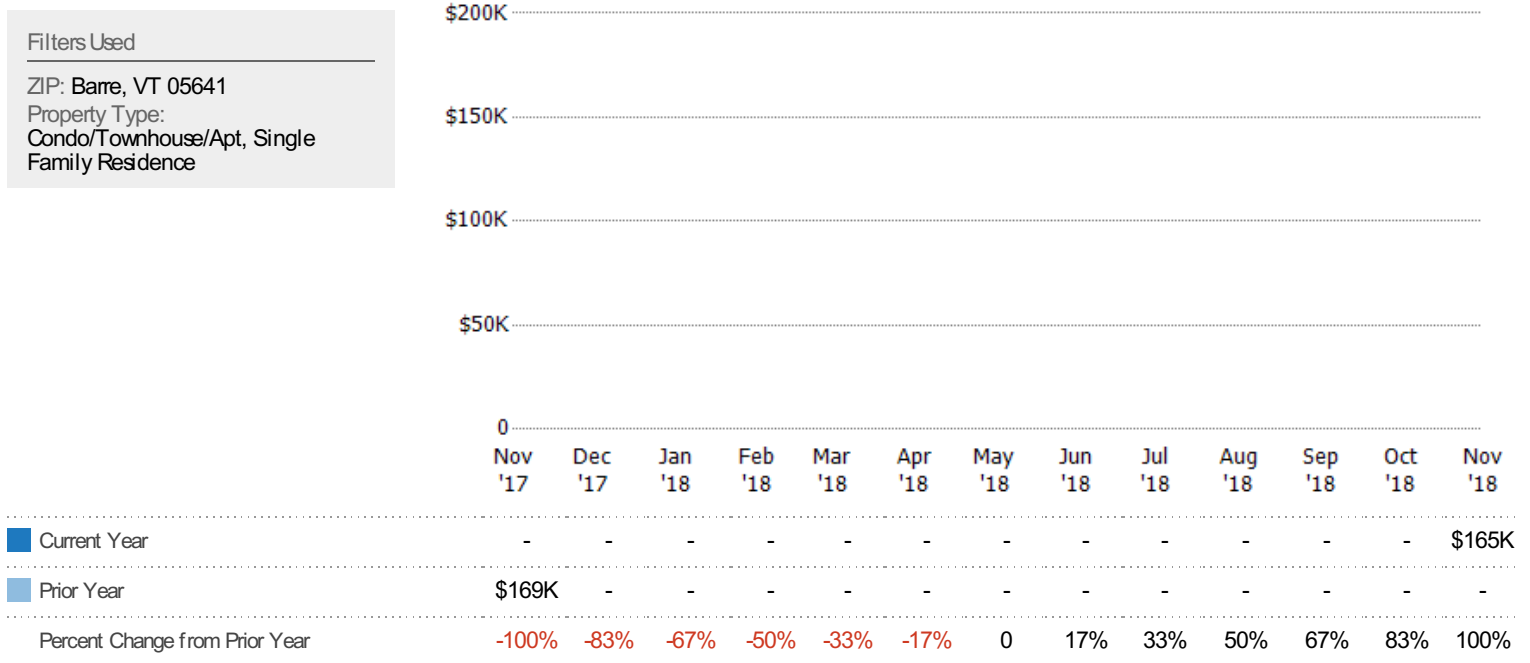 Filters Used
ZIP: Barre, VT 05641
Property Type:
Condo/Townhouse/Apt, Single
Family Residence
$200K
$150K
$100K
$50K
0
Nov Dec Jan Feb Mar Apr May Jun Jul Aug Sep Oct Nov
'17 '17 '18 '18 '18 '18 '18 '18 '18 '18 '18 '18 '18
Current Year - - - - - - - - - - - - $165K
Prior Year $169K - - - - - - - - - - - -
Percent Change from Prior Year -100% -83% -67% -50% -33% -17% 0 17% 33% 50% 67% 83% 100%